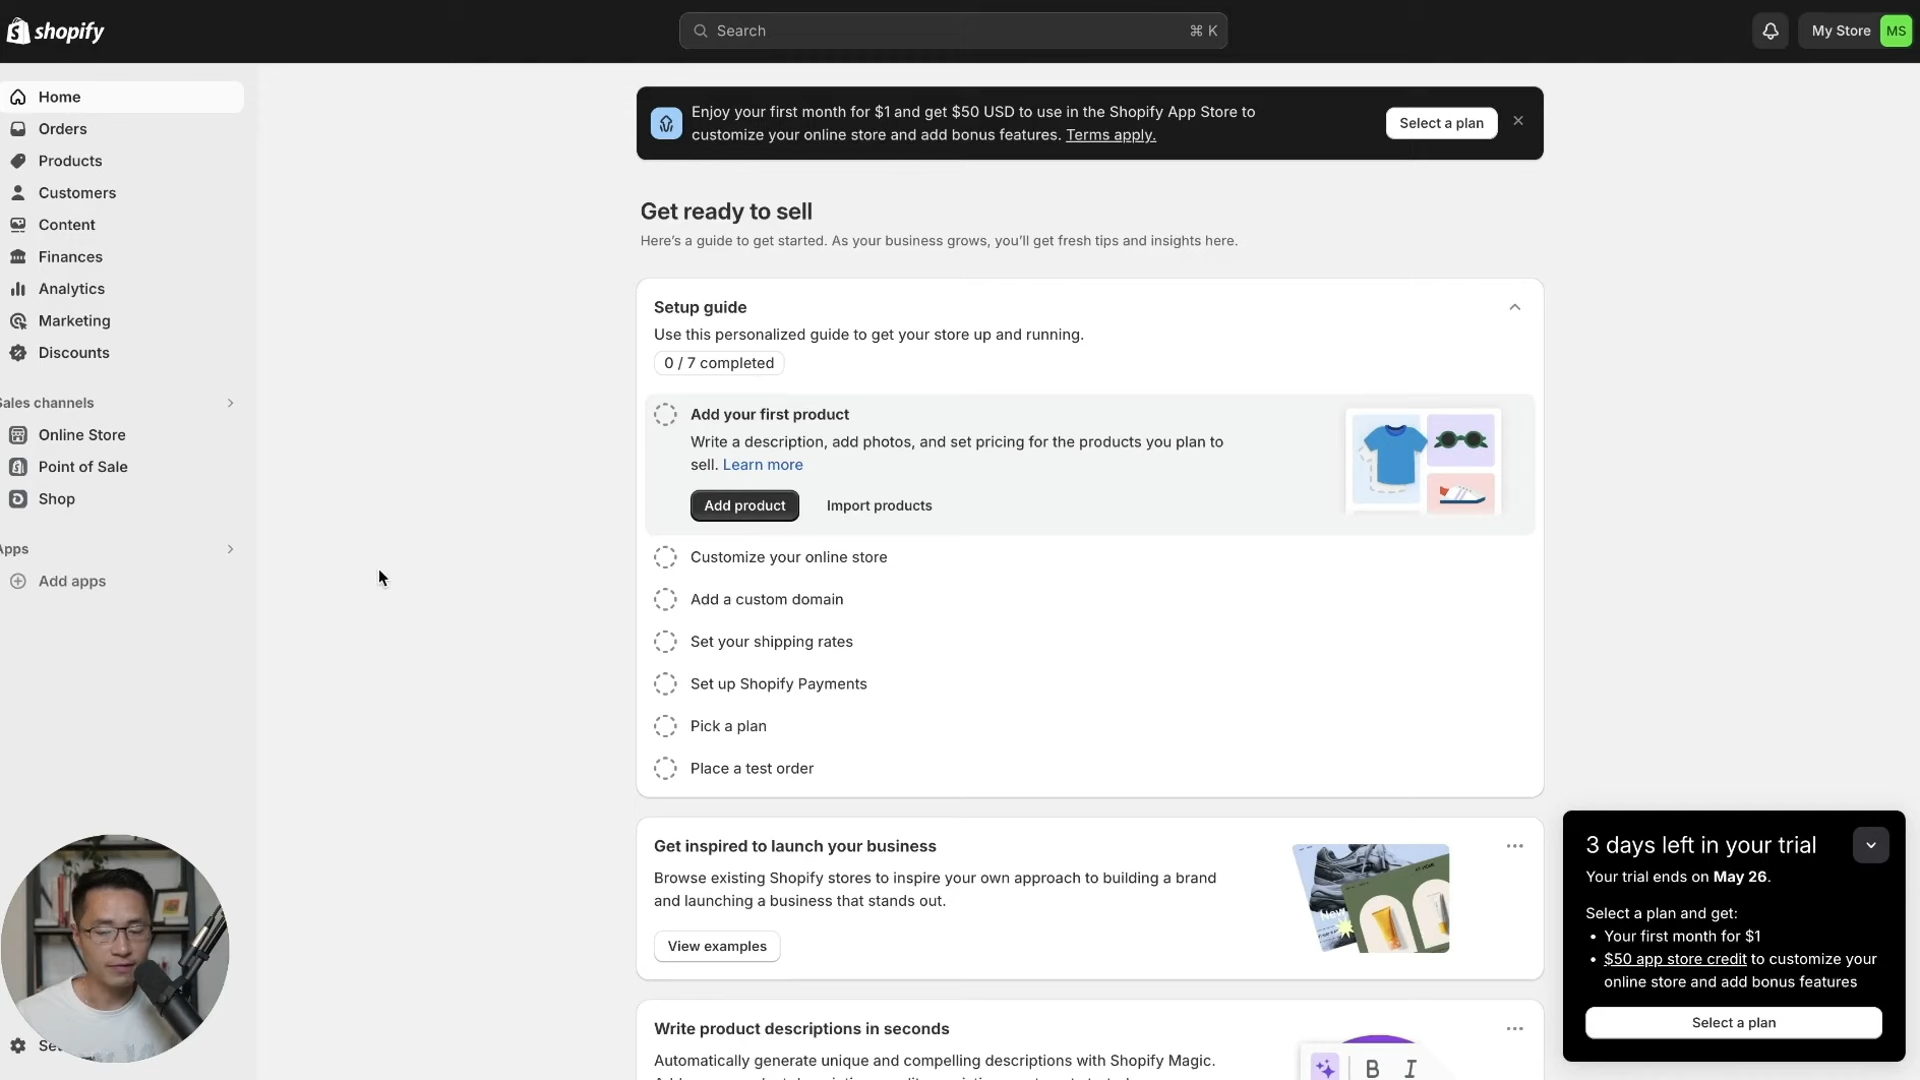 shopify
Search
⌘ K
My Store
MS
Home
Orders
Products
Customers
Content
Finances
Analytics
Marketing
Discounts
Sales channels
Online Store
Point of Sale
Shop
Apps
Add apps
Enjoy your first month for $1 and get $50 USD to use in the Shopify App Store to
customize your online store and add bonus features. Terms apply.
Select a plan
Get ready to sell
Here's a guide to get started. As your business grows, you'll get fresh tips and insights here.
Setup guide
Use this personalized guide to get your store up and running.
0 / 7 completed
Add your first product
Write a description, add photos, and set pricing for the products you plan to
sell. Learn more
Add product
Import products
Customize your online store
Add a custom domain
Set your shipping rates
Set up Shopify Payments
Pick a plan
Place a test order
Get inspired to launch your business
Browse existing Shopify stores to inspire your own approach to building a brand
and launching a business that stands out.
View examples
New
Write product descriptions in seconds
Automatically generate unique and compelling descriptions with Shopify Magic.
B I
3 days left in your trial
Your trial ends on May 26.
Select a plan and get:
• Your first month for $1
• $50 app store credit to customize your
online store and add bonus features
Select a plan